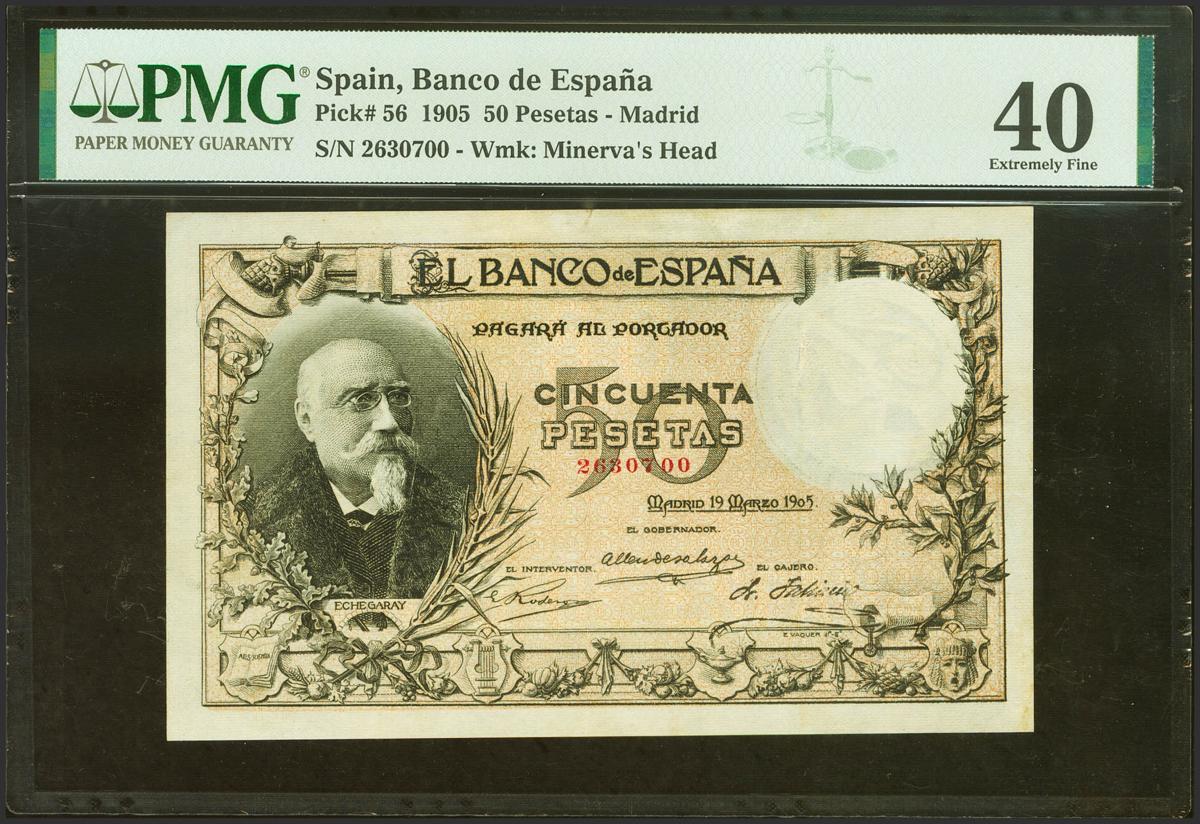 PMG®
PAPER MONEY GUARANTY
Spain, Banco de España
Pick# 56 1905 50 Pesetas - Madrid
S/N 2630700 - Wmk: Minerva's Head
40
Extremely Fine
EL BANCO de ESPAÑA
PAGARÁ AL PORTADOR
50
CINCUENTA
PESETAS
2630700
MADRID 19 MARZO 1905
EL GOBERNADOR.
Allendesalazar
EL INTERVENTOR.
EL CAJERO.
ECHEGARAY